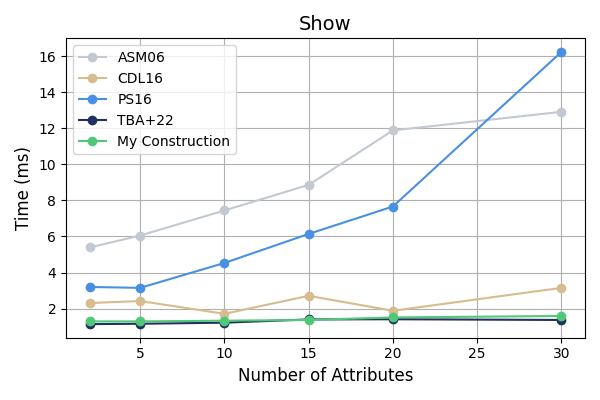 Show
ASM06
CDL16
PS16
TBA+22
My Construction
Time (ms)
16
14
12
10
8
6
4
2
5 10 15 20 25 30
Number of Attributes